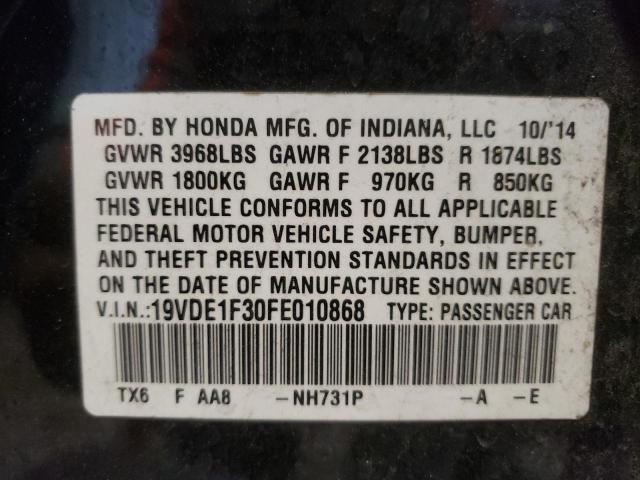 MFD. BY HONDA MFG. OF INDIANA, LLC 10/'14
GVWR 3968LBS GAWR F 2138LBS R 1874LBS
GVWR 1800KG GAWR F 970KG R 850KG
THIS VEHICLE CONFORMS TO ALL APPLICABLE
FEDERAL MOTOR VEHICLE SAFETY, BUMPER,
AND THEFT PREVENTION STANDARDS IN EFFECT
ON THE DATE OF MANUFACTURE SHOWN ABOVE.
V.I.N.:19VDE1F30FE010868 TYPE: PASSENGER CAR
TX6 F AA8 -NH731P -A -E